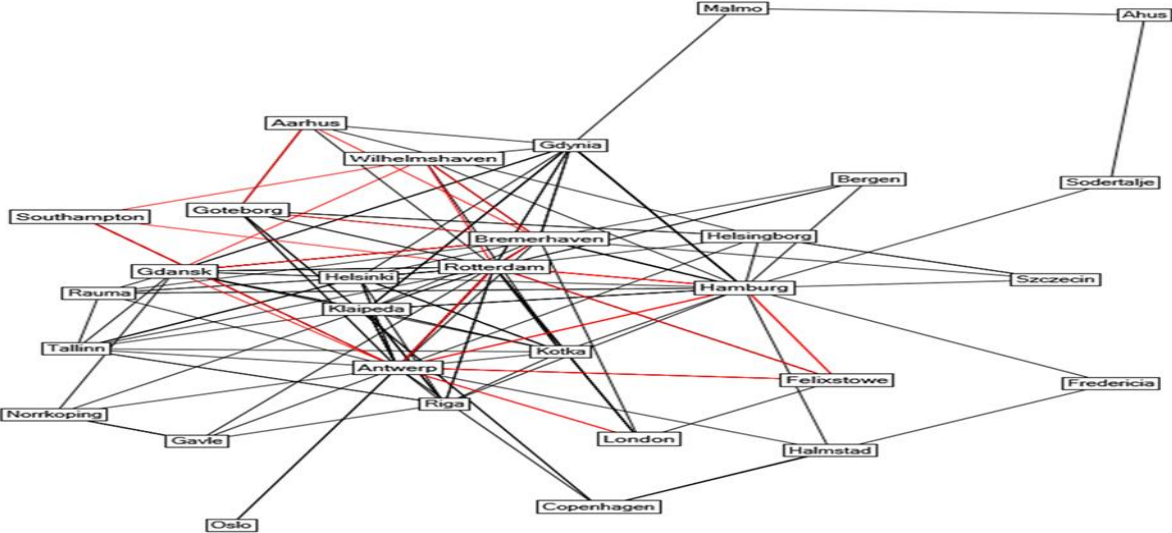 Malmo
Ahus
Aarhus
Gdynia
Wilhelmshaven
Bergen
Sodertalje
Southampton
Goteborg
Bremerhaven
Helsingborg
Gdansk
Rotterdam
Helsinki
Szczecin
Rauma
Hamburg
Klaipeda
Tallinn
Kotka
Antwerp
Felixstowe
Fredericia
Riga
Norrkoping
Gavle
London
Halmstad
Copenhagen
Oslo